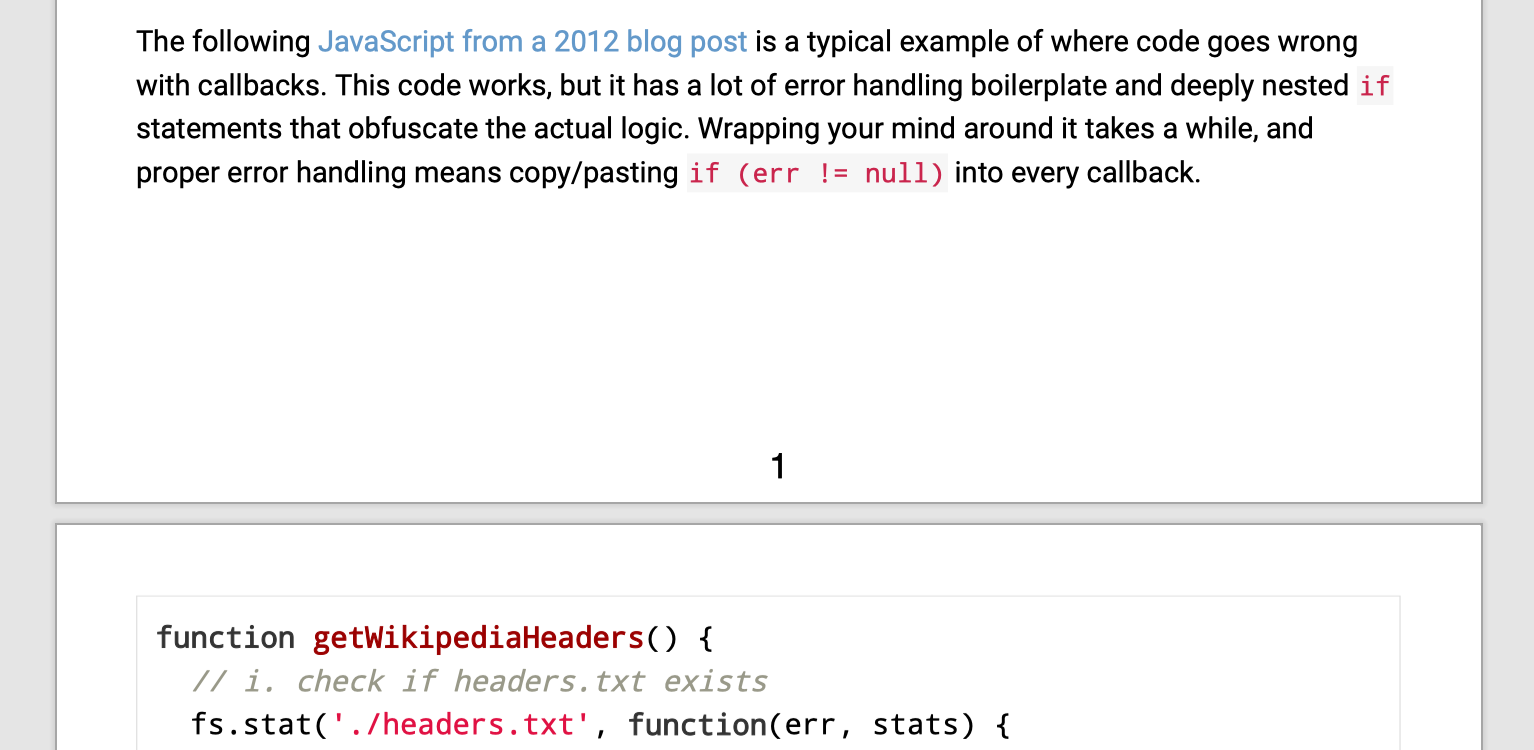 The following JavaScript from a 2012 blog post is a typical example of where code goes wrong
with callbacks. This code works, but it has a lot of error handling boilerplate and deeply nested if
statements that obfuscate the actual logic. Wrapping your mind around it takes a while, and
proper error handling means copy/pasting if (err != null) into every callback.
1
function getWikipediaHeaders() {
  // i. check if headers.txt exists
  fs.stat('./headers.txt', function(err, stats) {